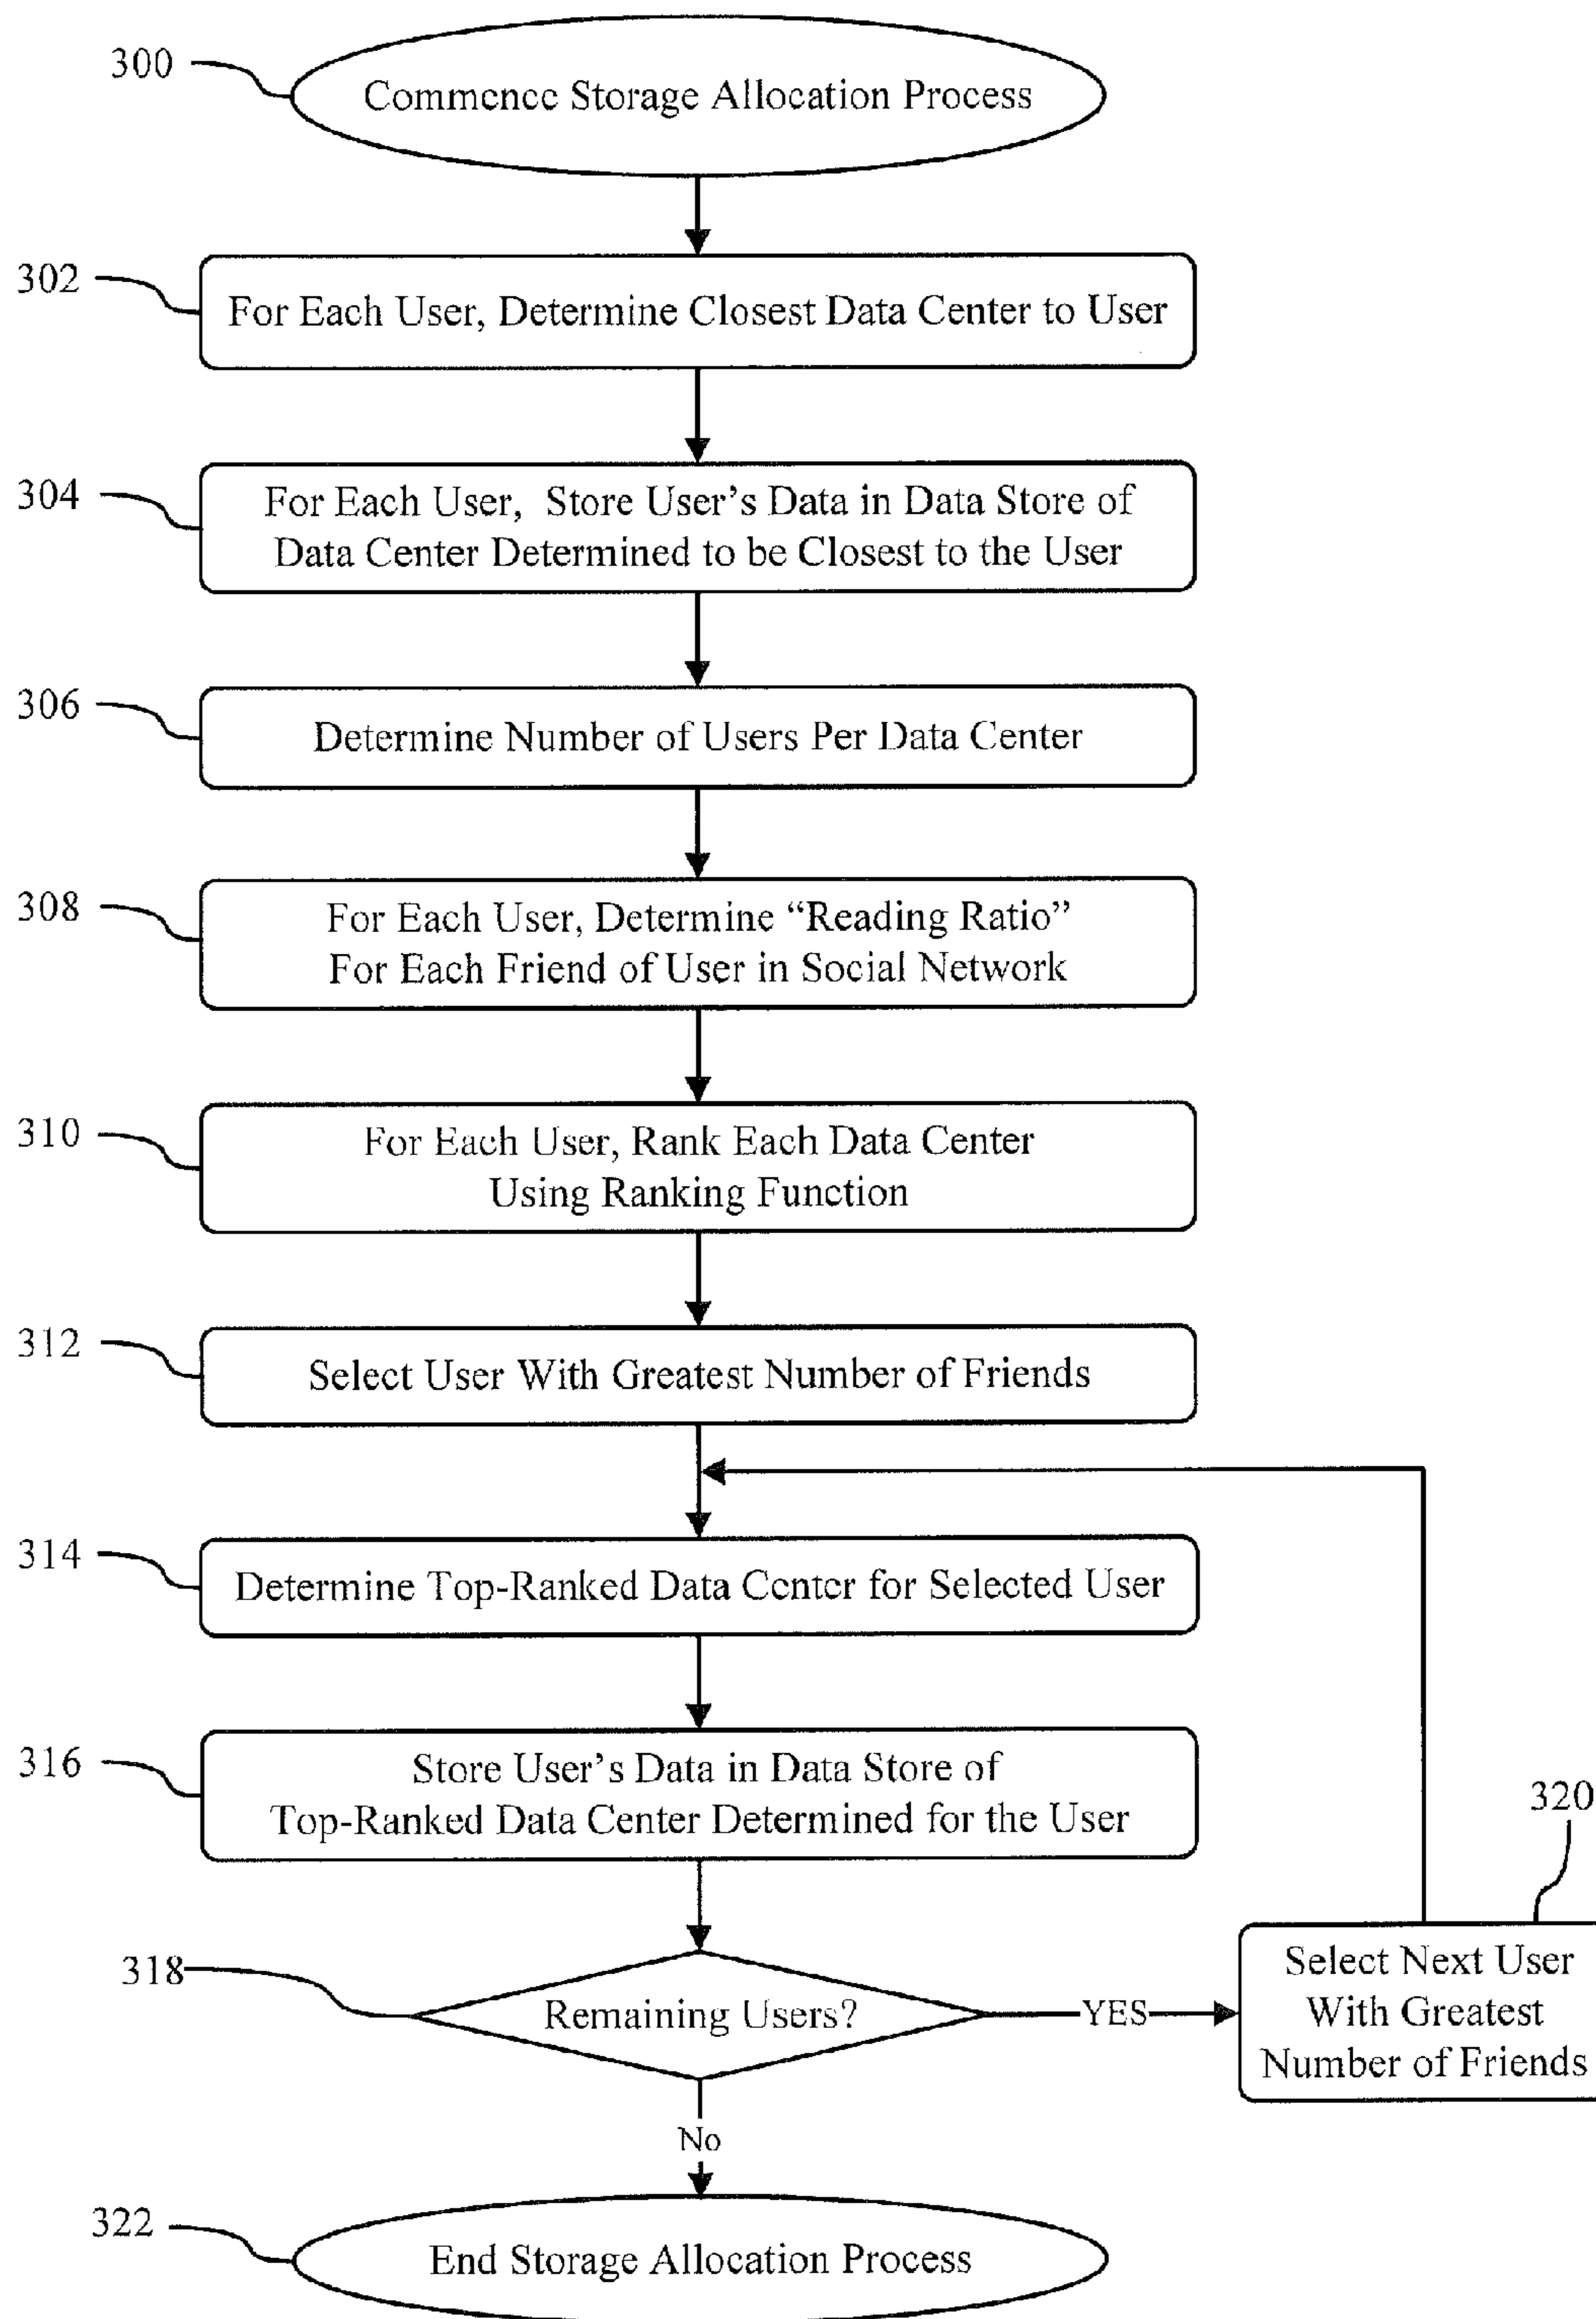 300
Commence Storage Allocation Process
302
For Each User, Determine Closest Data Center to User
304
For Each User, Store User's Data in Data Store of
Data Center Determined to be Closest to the User
306
Determine Number of Users Per Data Center
308
For Each User, Determine “Reading Ratio”
For Each Friend of User in Social Network
310
For Each User, Rank Each Data Center
Using Ranking Function
312
Select User With Greatest Number of Friends
314
Determine Top-Ranked Data Center for Selected User
316
Store User's Data in Data Store of
Top-Ranked Data Center Determined for the User
318
Remaining Users?
YES
320
Select Next User
With Greatest
Number of Friends
No
322
End Storage Allocation Process